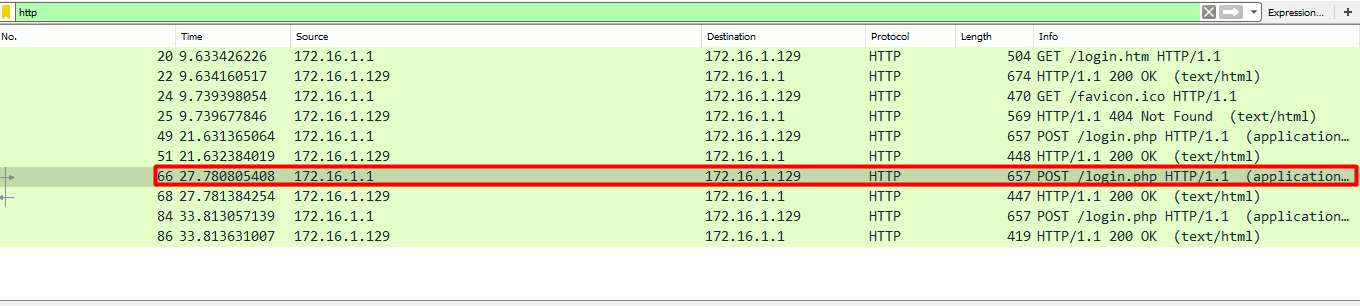 http Expression... +
No. Time Source Destination Protocol Length Info
20 9.633426226 172.16.1.1 172.16.1.129 HTTP 504 GET /login.htm HTTP/1.1
22 9.634160517 172.16.1.129 172.16.1.1 HTTP 674 HTTP/1.1 200 OK (text/html)
24 9.739398054 172.16.1.1 172.16.1.129 HTTP 470 GET /favicon.ico HTTP/1.1
25 9.739677846 172.16.1.129 172.16.1.1 HTTP 569 HTTP/1.1 404 Not Found (text/html)
49 21.631365064 172.16.1.1 172.16.1.129 HTTP 657 POST /login.php HTTP/1.1 (application…
51 21.632384019 172.16.1.129 172.16.1.1 HTTP 448 HTTP/1.1 200 OK (text/html)
66 27.780805408 172.16.1.1 172.16.1.129 HTTP 657 POST /login.php HTTP/1.1 (application…
68 27.781384254 172.16.1.129 172.16.1.1 HTTP 447 HTTP/1.1 200 OK (text/html)
84 33.813057139 172.16.1.1 172.16.1.129 HTTP 657 POST /login.php HTTP/1.1 (application…
86 33.813631007 172.16.1.129 172.16.1.1 HTTP 419 HTTP/1.1 200 OK (text/html)